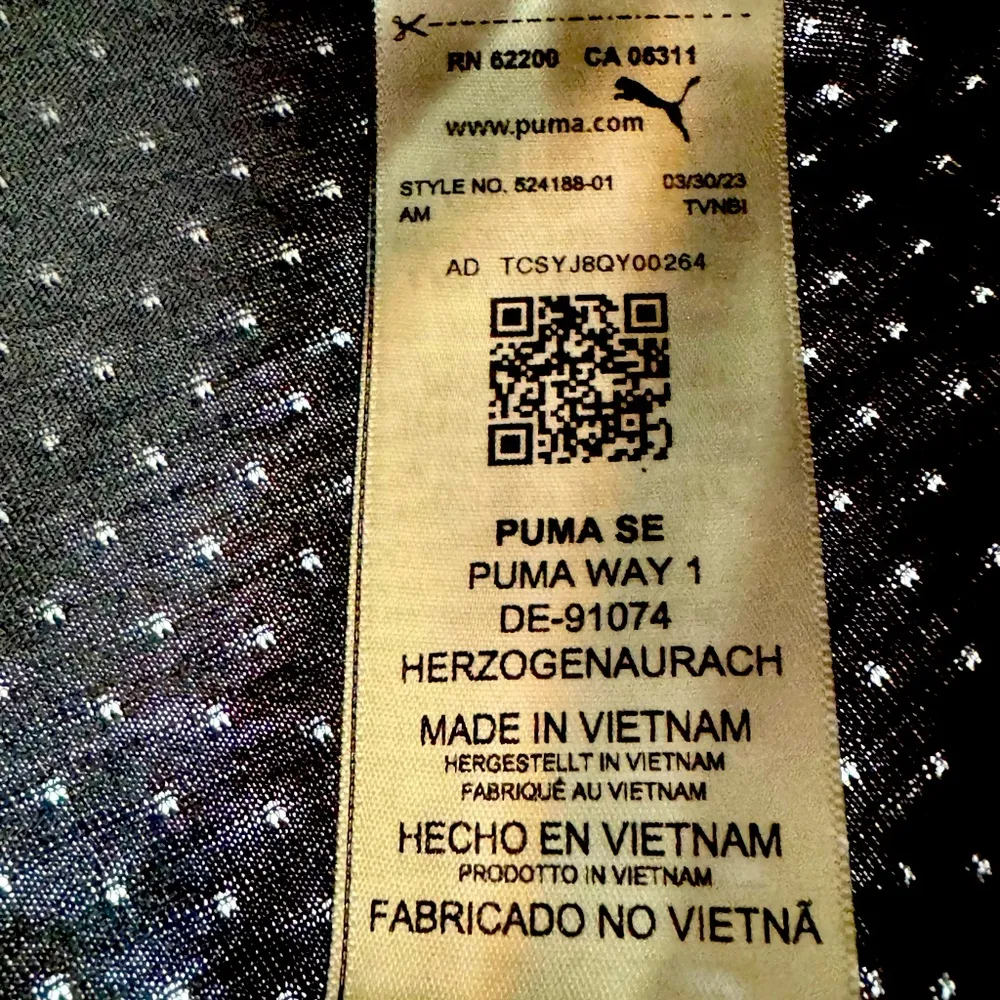 RN 62200 CA 06311
www.puma.com
STYLE NO. 524188-01 03/30/23
AM TVNBI
AD TCSYJ8QY00264
PUMA SE
PUMA WAY 1
DE-91074
HERZOGENAURACH
MADE IN VIETNAM
HERGESTELLT IN VIETNAM
FABRIQUÉ AU VIETNAM
HECHO EN VIETNAM
PRODOTTO IN VIETNAM
FABRICADO NO VIETNÃ